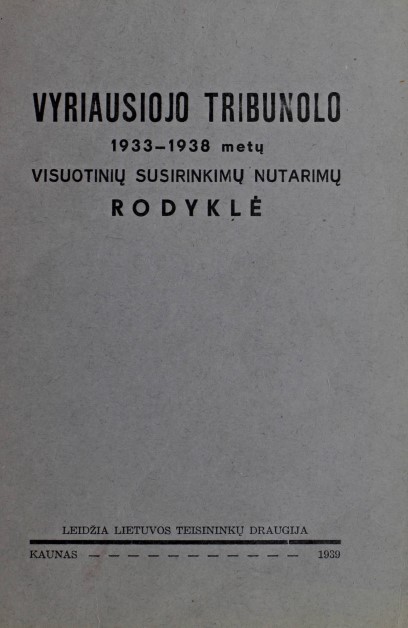 VYRIAUSIOJO TRIBUNOLO
1933–1938 metų
VISUOTINIŲ SUSIRINKIMŲ NUTARIMŲ
RODYKLĖ
LEIDŽIA LIETUVOS TEISININKŲ DRAUGIJA
KAUNAS — — — — — — — — — — — 1939